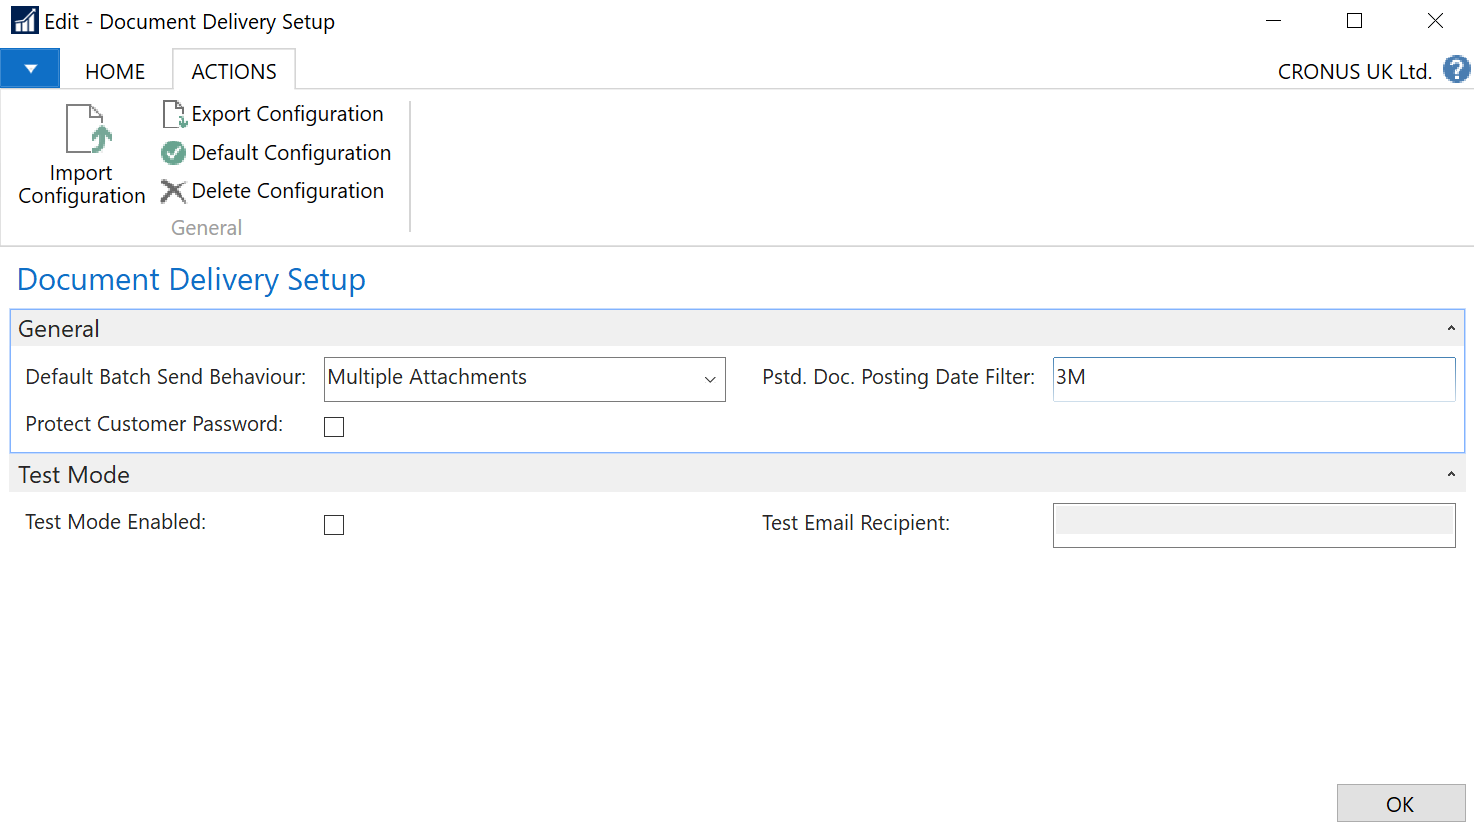 Edit - Document Delivery Setup
HOME
ACTIONS
CRONUS UK Ltd.
?
Import
Configuration
Export Configuration
Default Configuration
Delete Configuration
General
Document Delivery Setup
General
Default Batch Send Behaviour:
Multiple Attachments
Pstd. Doc. Posting Date Filter:
3M
Protect Customer Password:
Test Mode
Test Mode Enabled:
Test Email Recipient:
OK